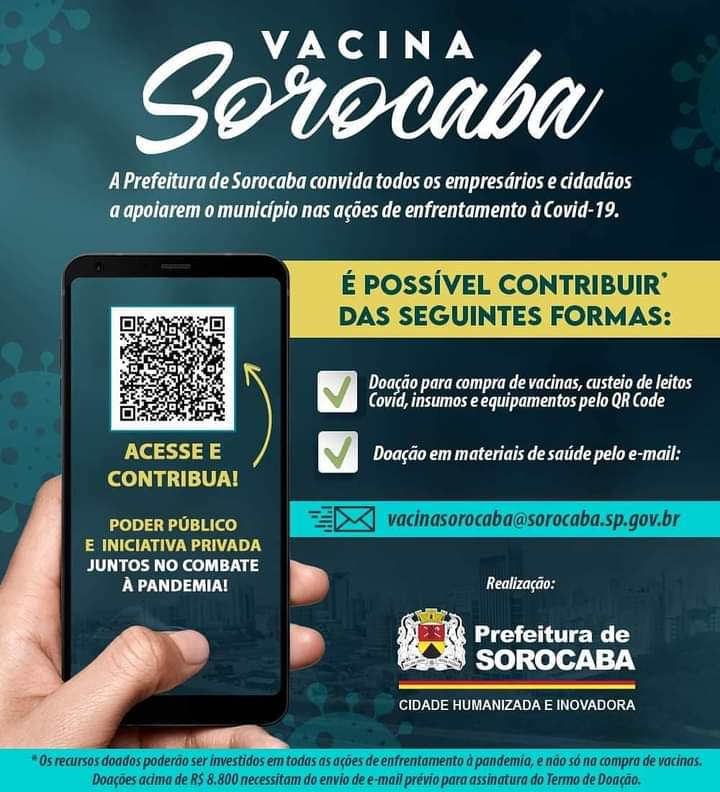 VACINA
Sorocaba
A Prefeitura de Sorocaba convida todos os empresários e cidadãos
a apoiarem o município nas ações de enfrentamento à Covid-19.
É POSSÍVEL CONTRIBUIR*
DAS SEGUINTES FORMAS:
Doação para compra de vacinas, custeio de leitos
Covid, insumos e equipamentos pelo QR Code
Doação em materiais de saúde pelo e-mail:
vacinasorocaba@sorocaba.sp.gov.br
ACESSE E
CONTRIBUA!
PODER PÚBLICO
E INICIATIVA PRIVADA
JUNTOS NO COMBATE
À PANDEMIA!
Realização:
Prefeitura de
SOROCABA
CIDADE HUMANIZADA E INOVADORA
* Os recursos doados poderão ser investidos em todas as ações de enfrentamento à pandemia, e não só na compra de vacinas.
Doações acima de R$ 8.800 necessitam do envio de e-mail prévio para assinatura do Termo de Doação.